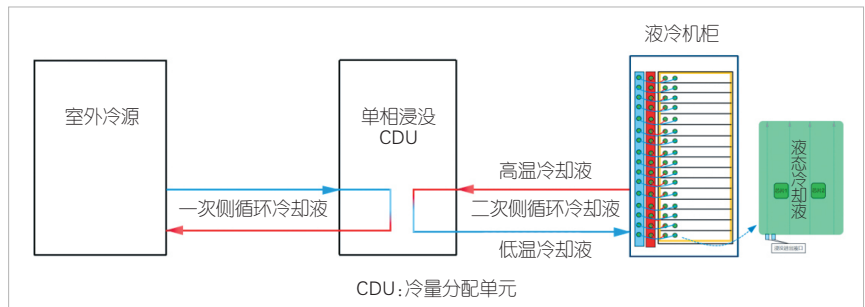 液冷机柜
室外冷源
单相浸没
CDU
高温冷却液
一次侧循环冷却液
二次侧循环冷却液
低温冷却液
液态冷却液
CDU:冷量分配单元